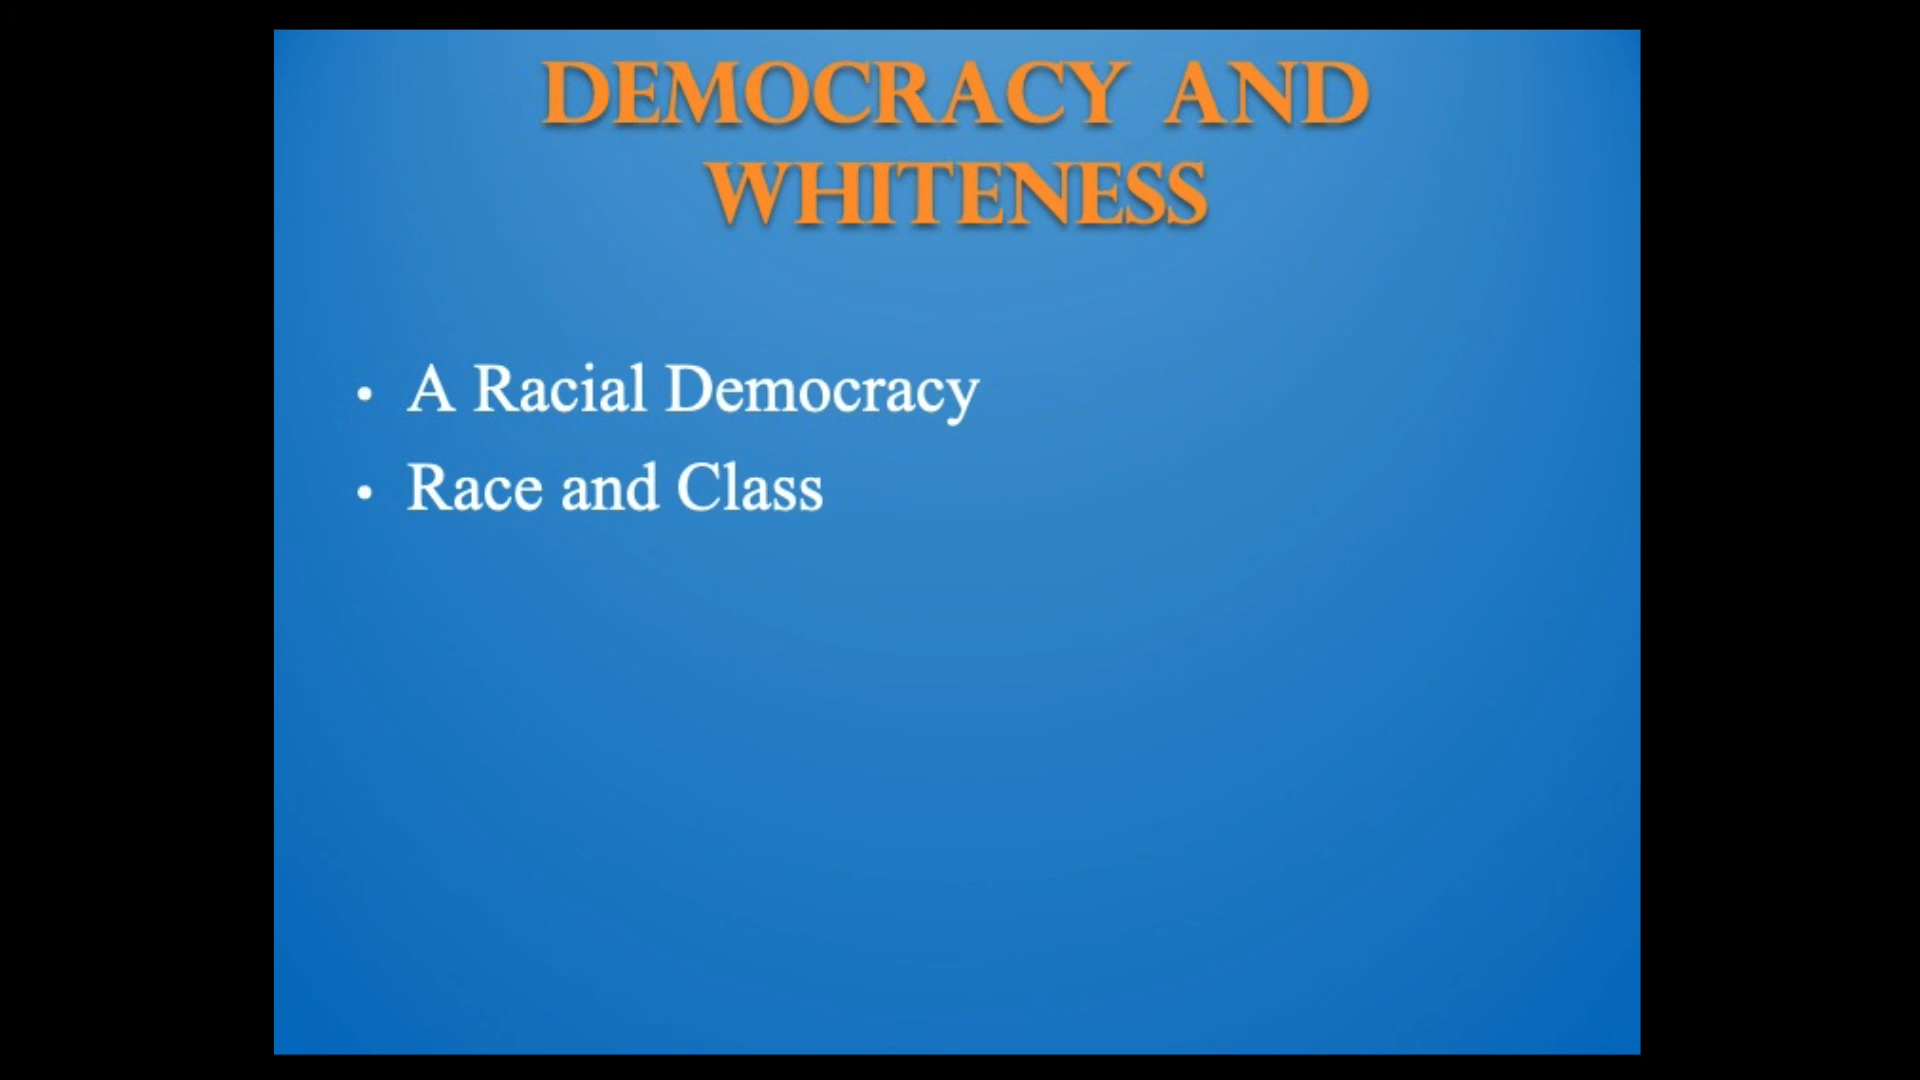 DEMOCRACY AND
WHITENESS
• A Racial Democracy
• Race and Class